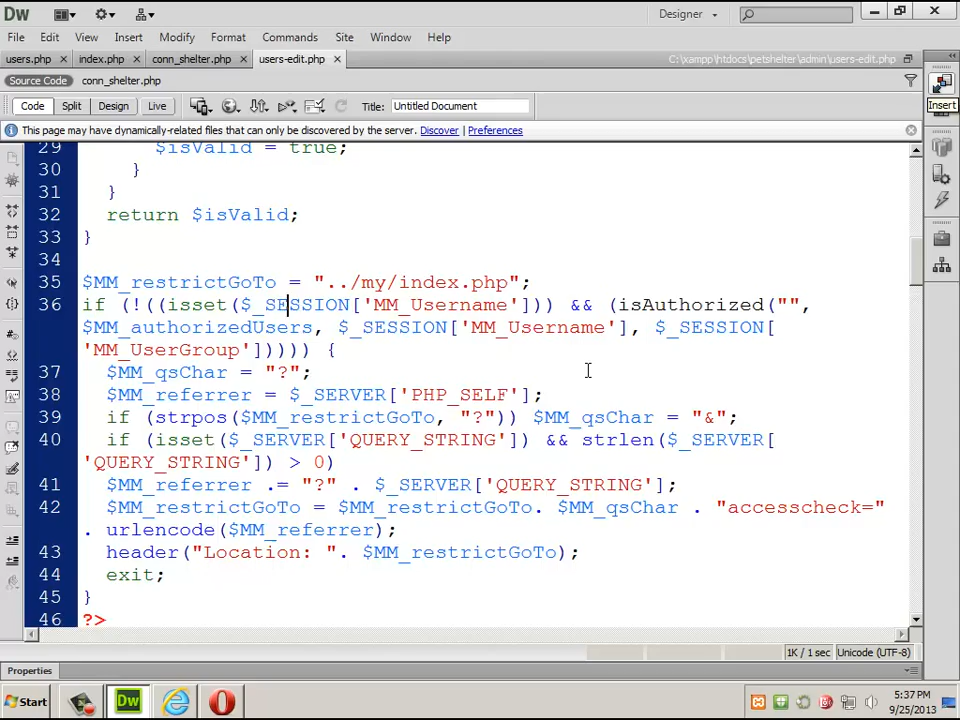 Dw
Designer
File Edit View Insert Modify Format Commands Site Window Help
users.php index.php conn_shelter.php users-edit.php C:\xampp\htdocs\petshelter\admin\users-edit.php
Source Code conn_shelter.php
Code Split Design Live Title: Untitled Document
Insert
This page may have dynamically-related files that can only be discovered by the server. Discover | Preferences
29 $isValid = true;
30 }
31 }
32 return $isValid;
33 }
34
35 $MM_restrictGoTo = "../my/index.php";
36 if (!((isset($_SESSION['MM_Username'])) && (isAuthorized("",
$MM_authorizedUsers, $_SESSION['MM_Username'], $_SESSION[
'MM_UserGroup'])))) {
37 $MM_qsChar = "?";
38 $MM_referrer = $_SERVER['PHP_SELF'];
39 if (strpos($MM_restrictGoTo, "?")) $MM_qsChar = "&";
40 if (isset($_SERVER['QUERY_STRING']) && strlen($_SERVER[
'QUERY_STRING']) > 0)
41 $MM_referrer .= "?" . $_SERVER['QUERY_STRING'];
42 $MM_restrictGoTo = $MM_restrictGoTo. $MM_qsChar . "accesscheck="
. urlencode($MM_referrer);
43 header("Location: ". $MM_restrictGoTo);
44 exit;
45 }
46 ?>
1K / 1 sec Unicode (UTF-8)
Properties
Start Dw 5:37 PM
9/25/2013